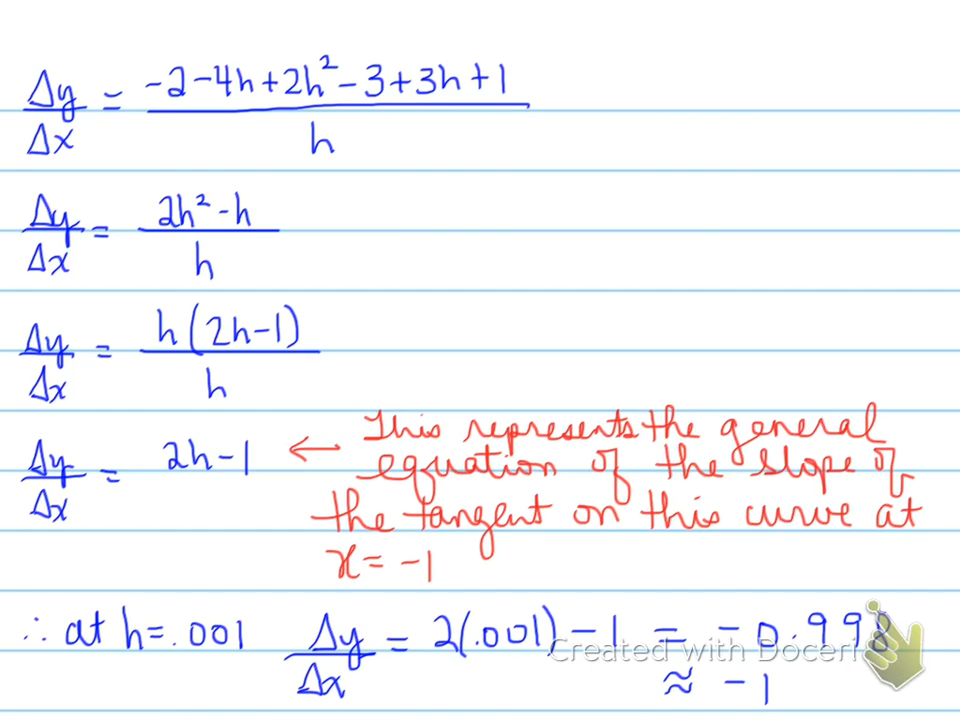 Δy/Δx = (-2-4h+2h²-3+3h+1)/h
Δy/Δx = (2h²-h)/h
Δy/Δx = h(2h-1)/h
Δy/Δx = 2h-1 ← This represents the general
equation of the slope of
the tangent on this curve at
x = -1
∴ at h=.001 Δy/Δx = 2(.001)-1 = -0.998
≈ -1
Created with Doceri